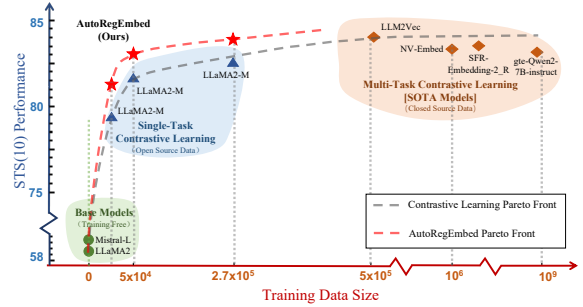 85
82
80
75
58
STS(10) Performance
AutoRegEmbed
(Ours)
LLaMA2-M
LLaMA2-M
LLaMA2-M
Single-Task
Contrastive Learning
(Open Source Data)
LLM2Vec
NV-Embed
SFR-
Embedding-2_R
gte-Qwen2-
7B-instruct
Multi-Task Contrastive Learning
[SOTA Models]
(Closed Source Data)
Base Models
(Training Free)
Mistral-L
LLaMA2
Contrastive Learning Pareto Front
AutoRegEmbed Pareto Front
0
5x10⁴
2.7x10⁵
5x10⁵
10⁶
10⁹
Training Data Size